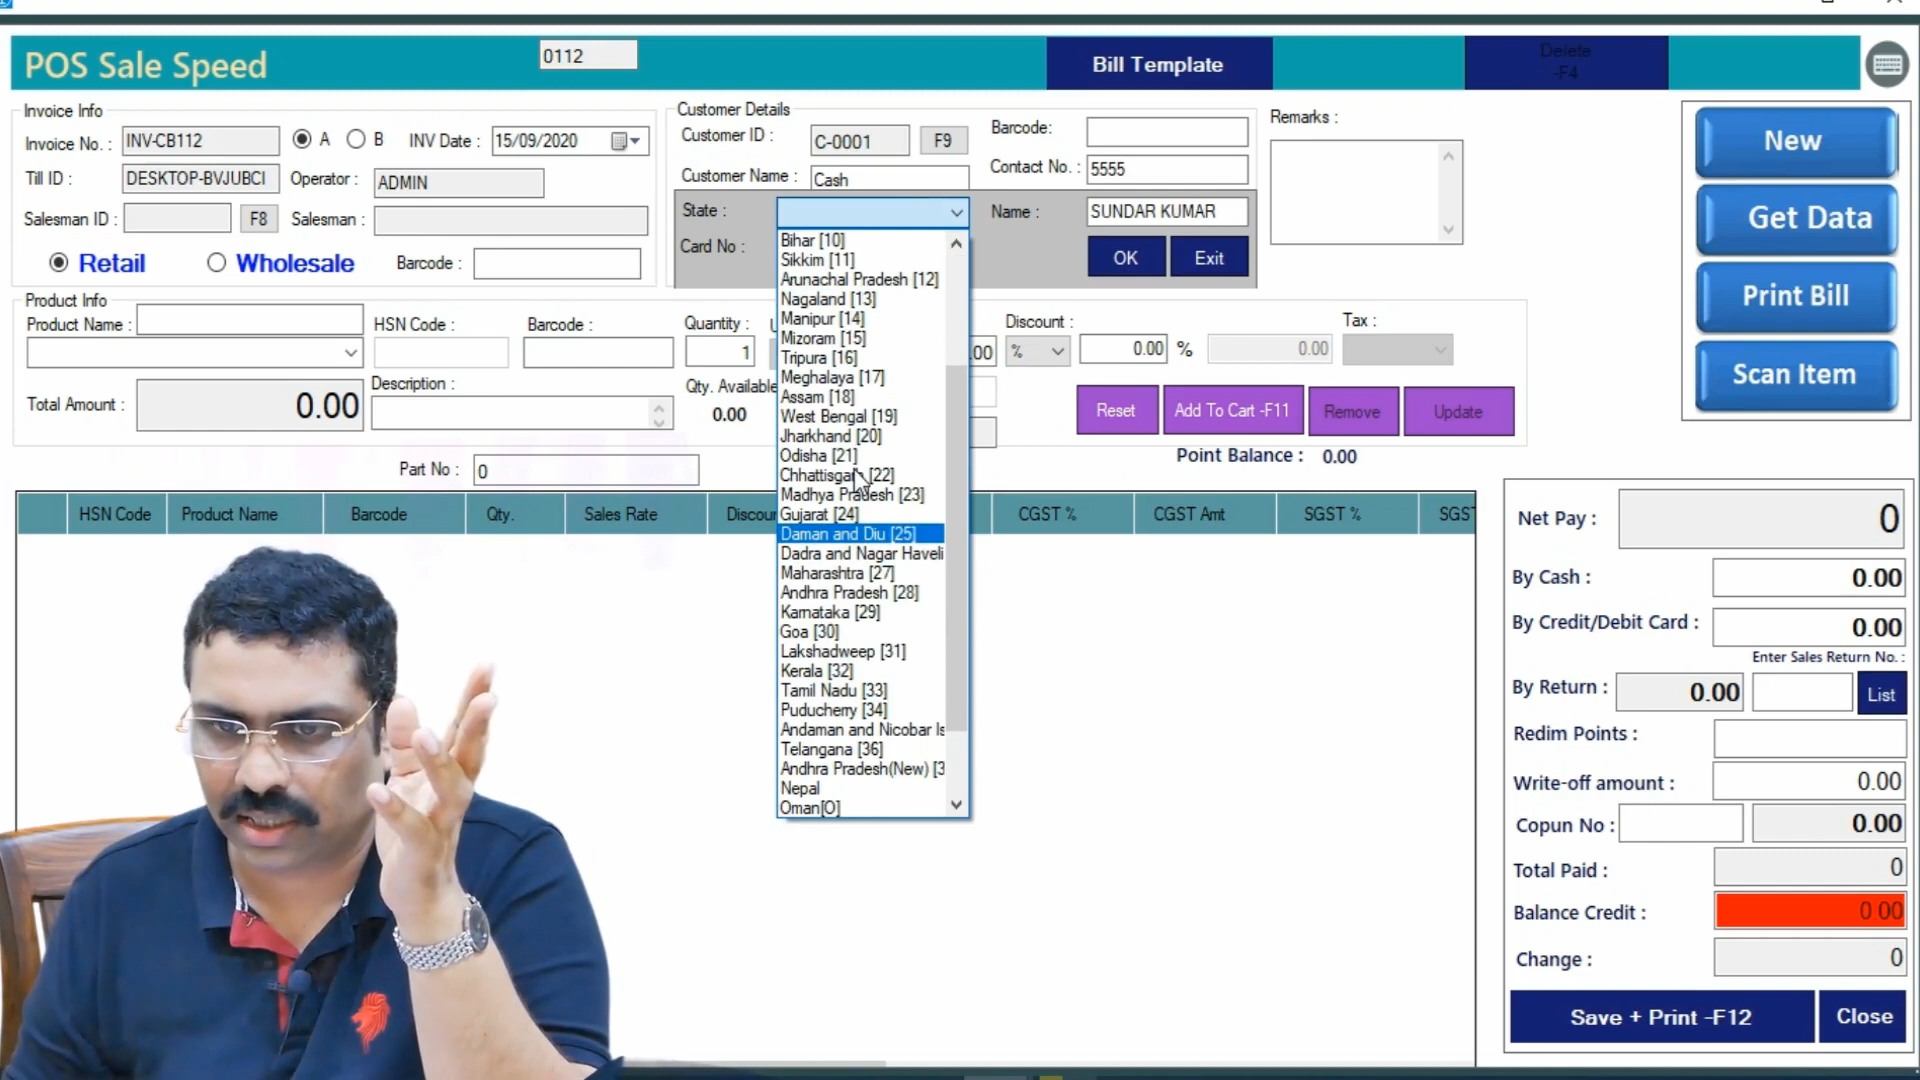 POS Sale Speed
0112
Bill Template
Delete
-F4
Invoice Info
Invoice No. :
INV-CB112
A
B
INV Date :
15/09/2020
Till ID :
DESKTOP-BVJUBCI
Operator :
ADMIN
Salesman ID :
F8
Salesman :
Retail
Wholesale
Barcode :
Customer Details
Customer ID :
C-0001
F9
Barcode:
Customer Name :
Cash
Contact No. :
5555
State :
Name :
SUNDAR KUMAR
Card No :
OK
Exit
Remarks :
New
Get Data
Print Bill
Scan Item
Bihar [10]
Sikkim [11]
Arunachal Pradesh [12]
Nagaland [13]
Manipur [14]
Mizoram [15]
Tripura [16]
Meghalaya [17]
Assam [18]
West Bengal [19]
Jharkhand [20]
Odisha [21]
[22]
Madhya Pradesh [23]
Gujarat [24]
Daman and Diu [25]
Dadra and Nagar Haveli
Maharashtra [27]
Andhra Pradesh [28]
Karnataka [29]
Goa [30]
Lakshadweep [31]
Kerala [32]
Tamil Nadu [33]
Puducherry [34]
Andaman and Nicobar Is
Telangana [36]
Andhra Pradesh(New) [3
Nepal
Oman[O]
Product Info
Product Name :
HSN Code :
Barcode :
Quantity :
1
.00
Discount :
%
0.00
%
0.00
Tax :
Total Amount :
0.00
Description :
Qty. Available
0.00
Reset
Add To Cart -F11
Remove
Update
Part No :
0
Point Balance :
0.00
HSN Code
Product Name
Barcode
Qty.
Sales Rate
Discoun
CGST %
CGST Amt
SGST %
SGST
Net Pay :
0
By Cash :
0.00
By Credit/Debit Card :
0.00
Enter Sales Return No. :
By Return :
0.00
List
Redim Points :
Write-off amount :
0.00
Copun No :
0.00
Total Paid :
0
Balance Credit :
0 00
Change :
0
Save + Print -F12
Close